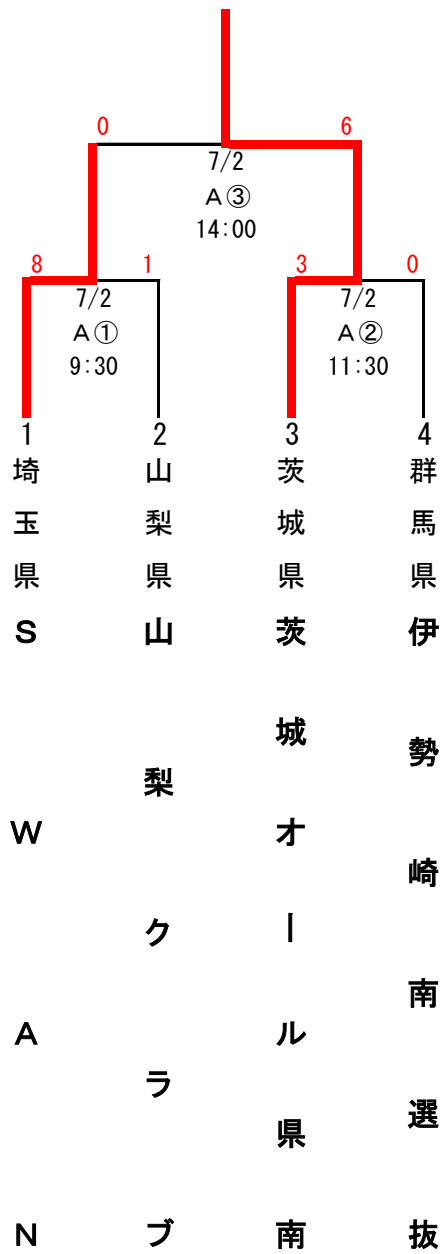 0 6
7/2
A③
14:00
8 1 3 0
7/2 7/2
A① A②
9:30 11:30
1 2 3 4
埼玉県 山梨県 茨城県 群馬県
SWAN
山梨クラブ
茨城オール県南
伊勢崎南選抜